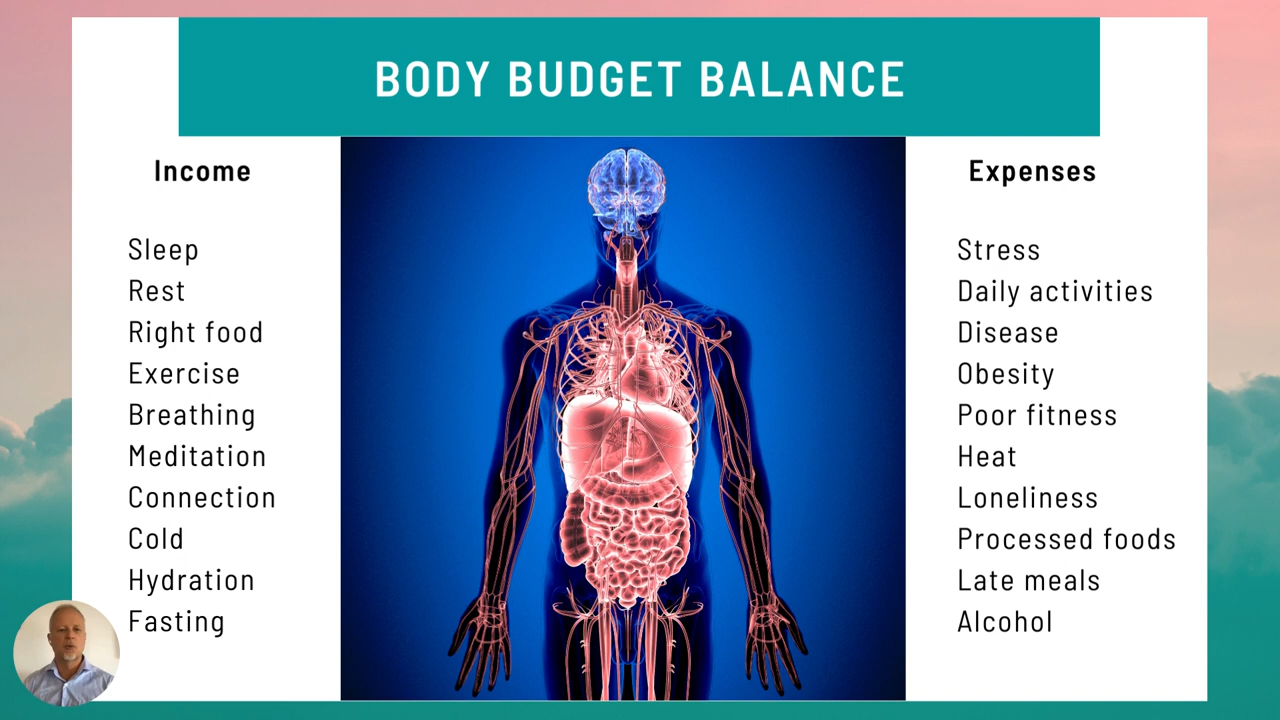 BODY BUDGET BALANCE
Income
Sleep
Rest
Right food
Exercise
Breathing
Meditation
Connection
Cold
Hydration
Fasting
Expenses
Stress
Daily activities
Disease
Obesity
Poor fitness
Heat
Loneliness
Processed foods
Late meals
Alcohol